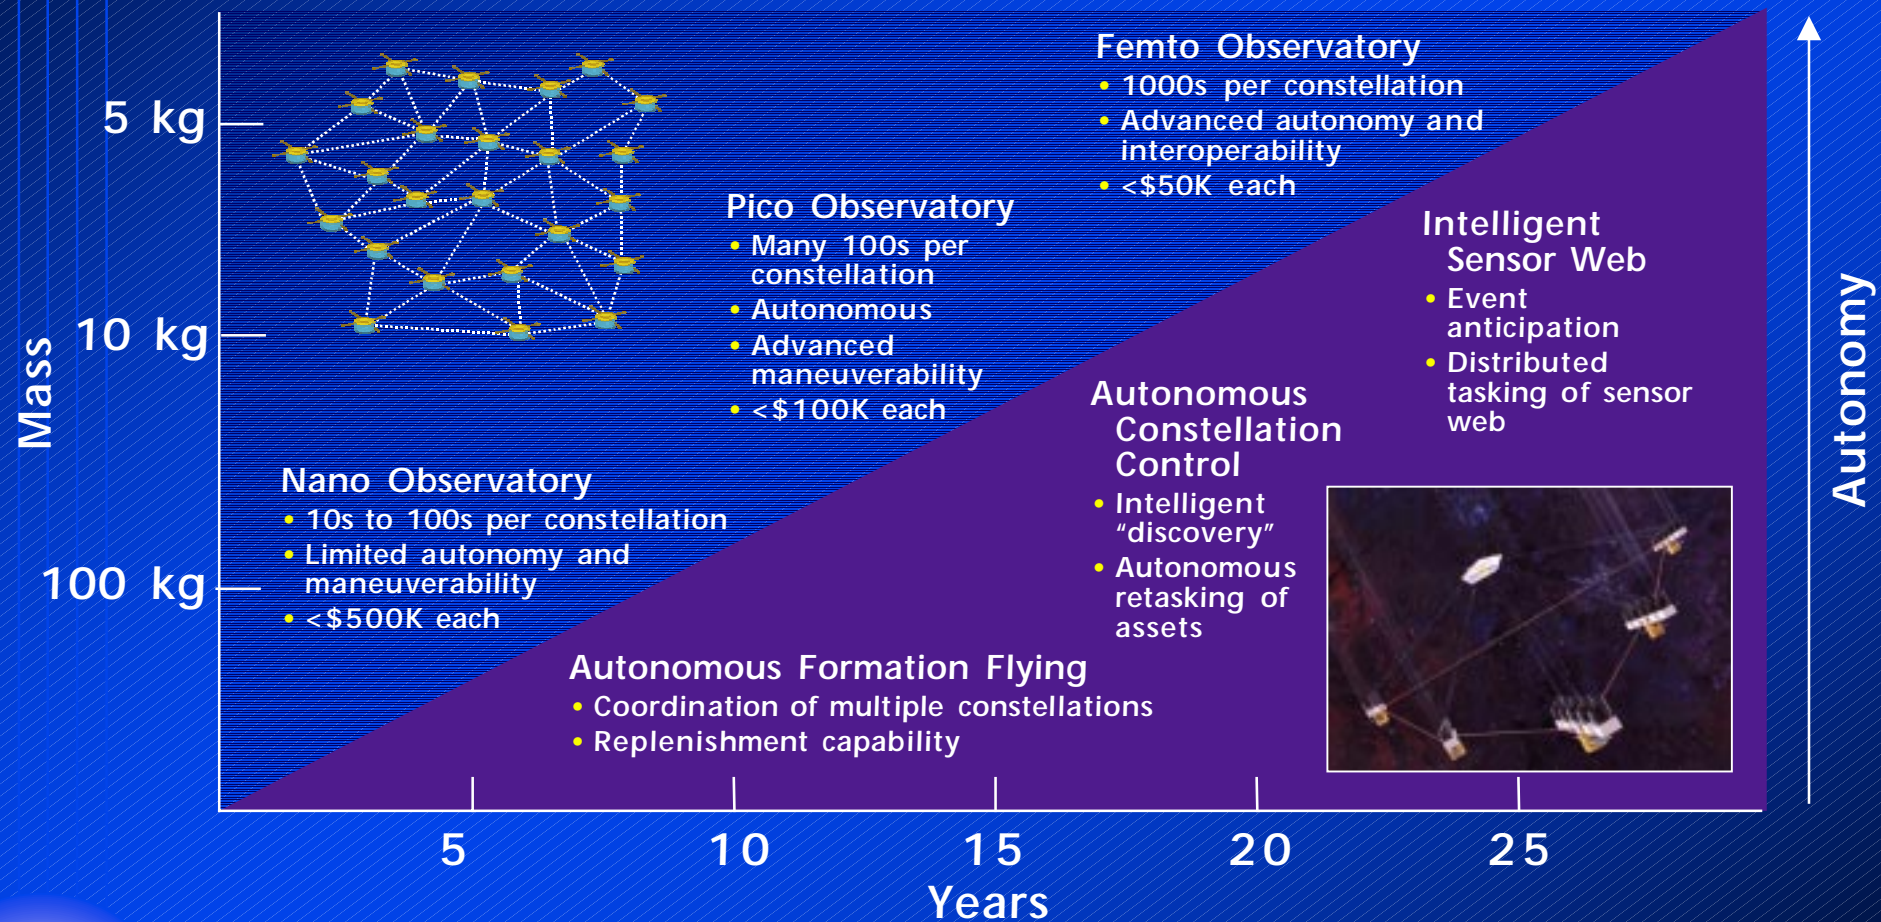 Mass
5 kg
10 kg
100 kg
Femto Observatory
• 1000s per constellation
• Advanced autonomy and
interoperability
• <$50K each
Pico Observatory
• Many 100s per
constellation
• Autonomous
• Advanced
maneuverability
• <$100K each
Nano Observatory
• 10s to 100s per constellation
• Limited autonomy and
maneuverability
• <$500K each
Intelligent
Sensor Web
• Event
anticipation
• Distributed
tasking of sensor
web
Autonomous
Constellation
Control
• Intelligent
“discovery”
• Autonomous
retasking of
assets
Autonomous Formation Flying
• Coordination of multiple constellations
• Replenishment capability
Autonomy
5 10 15 20 25
Years